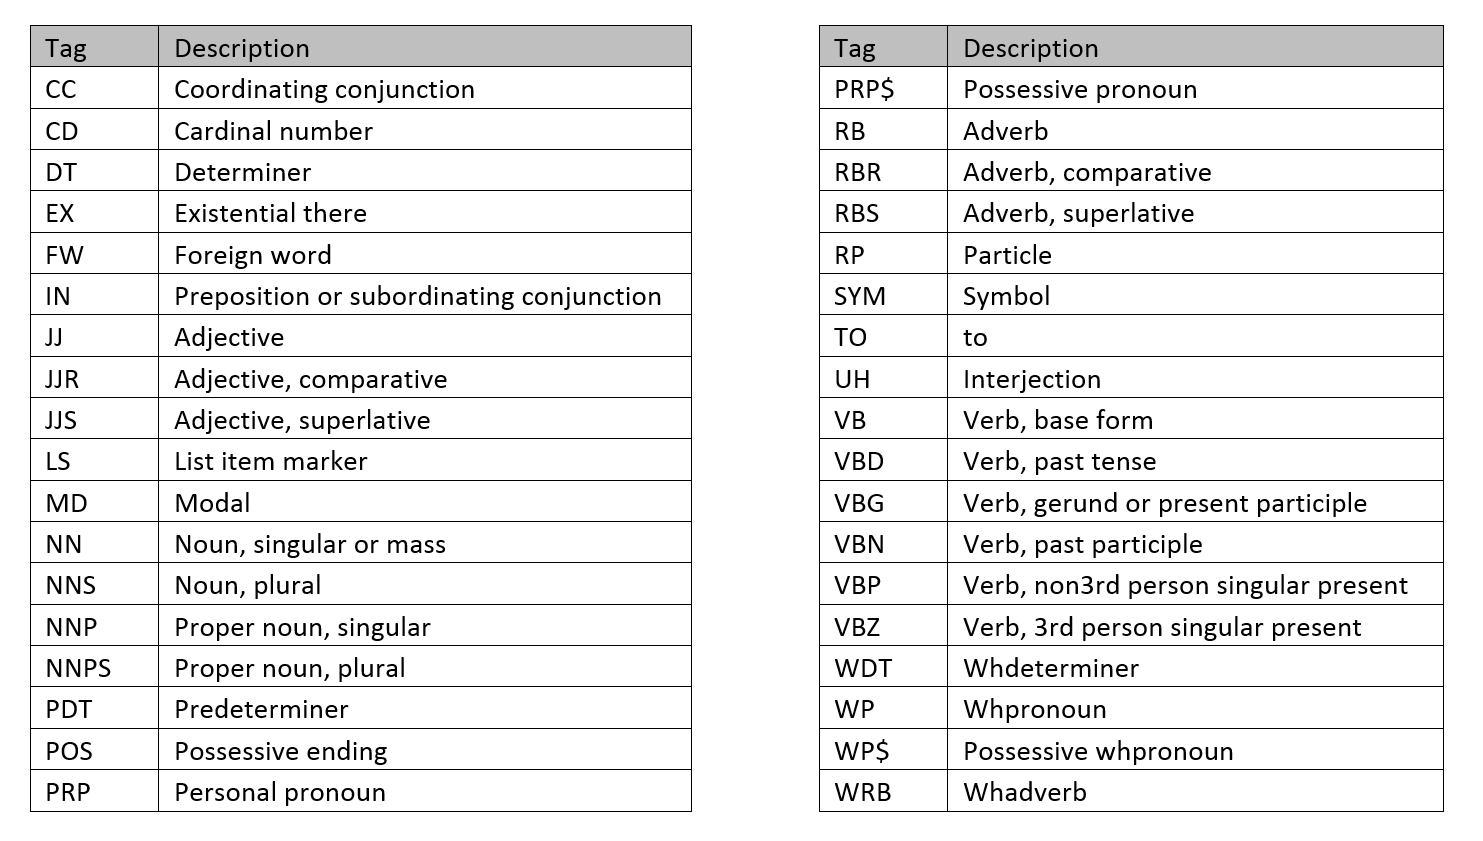 Tag Description
CC Coordinating conjunction
CD Cardinal number
DT Determiner
EX Existential there
FW Foreign word
IN Preposition or subordinating conjunction
JJ Adjective
JJR Adjective, comparative
JJS Adjective, superlative
LS List item marker
MD Modal
NN Noun, singular or mass
NNS Noun, plural
NNP Proper noun, singular
NNPS Proper noun, plural
PDT Predeterminer
POS Possessive ending
PRP Personal pronoun
Tag Description
PRP$ Possessive pronoun
RB Adverb
RBR Adverb, comparative
RBS Adverb, superlative
RP Particle
SYM Symbol
TO to
UH Interjection
VB Verb, base form
VBD Verb, past tense
VBG Verb, gerund or present participle
VBN Verb, past participle
VBP Verb, non3rd person singular present
VBZ Verb, 3rd person singular present
WDT Whdeterminer
WP Whpronoun
WP$ Possessive whpronoun
WRB Whadverb